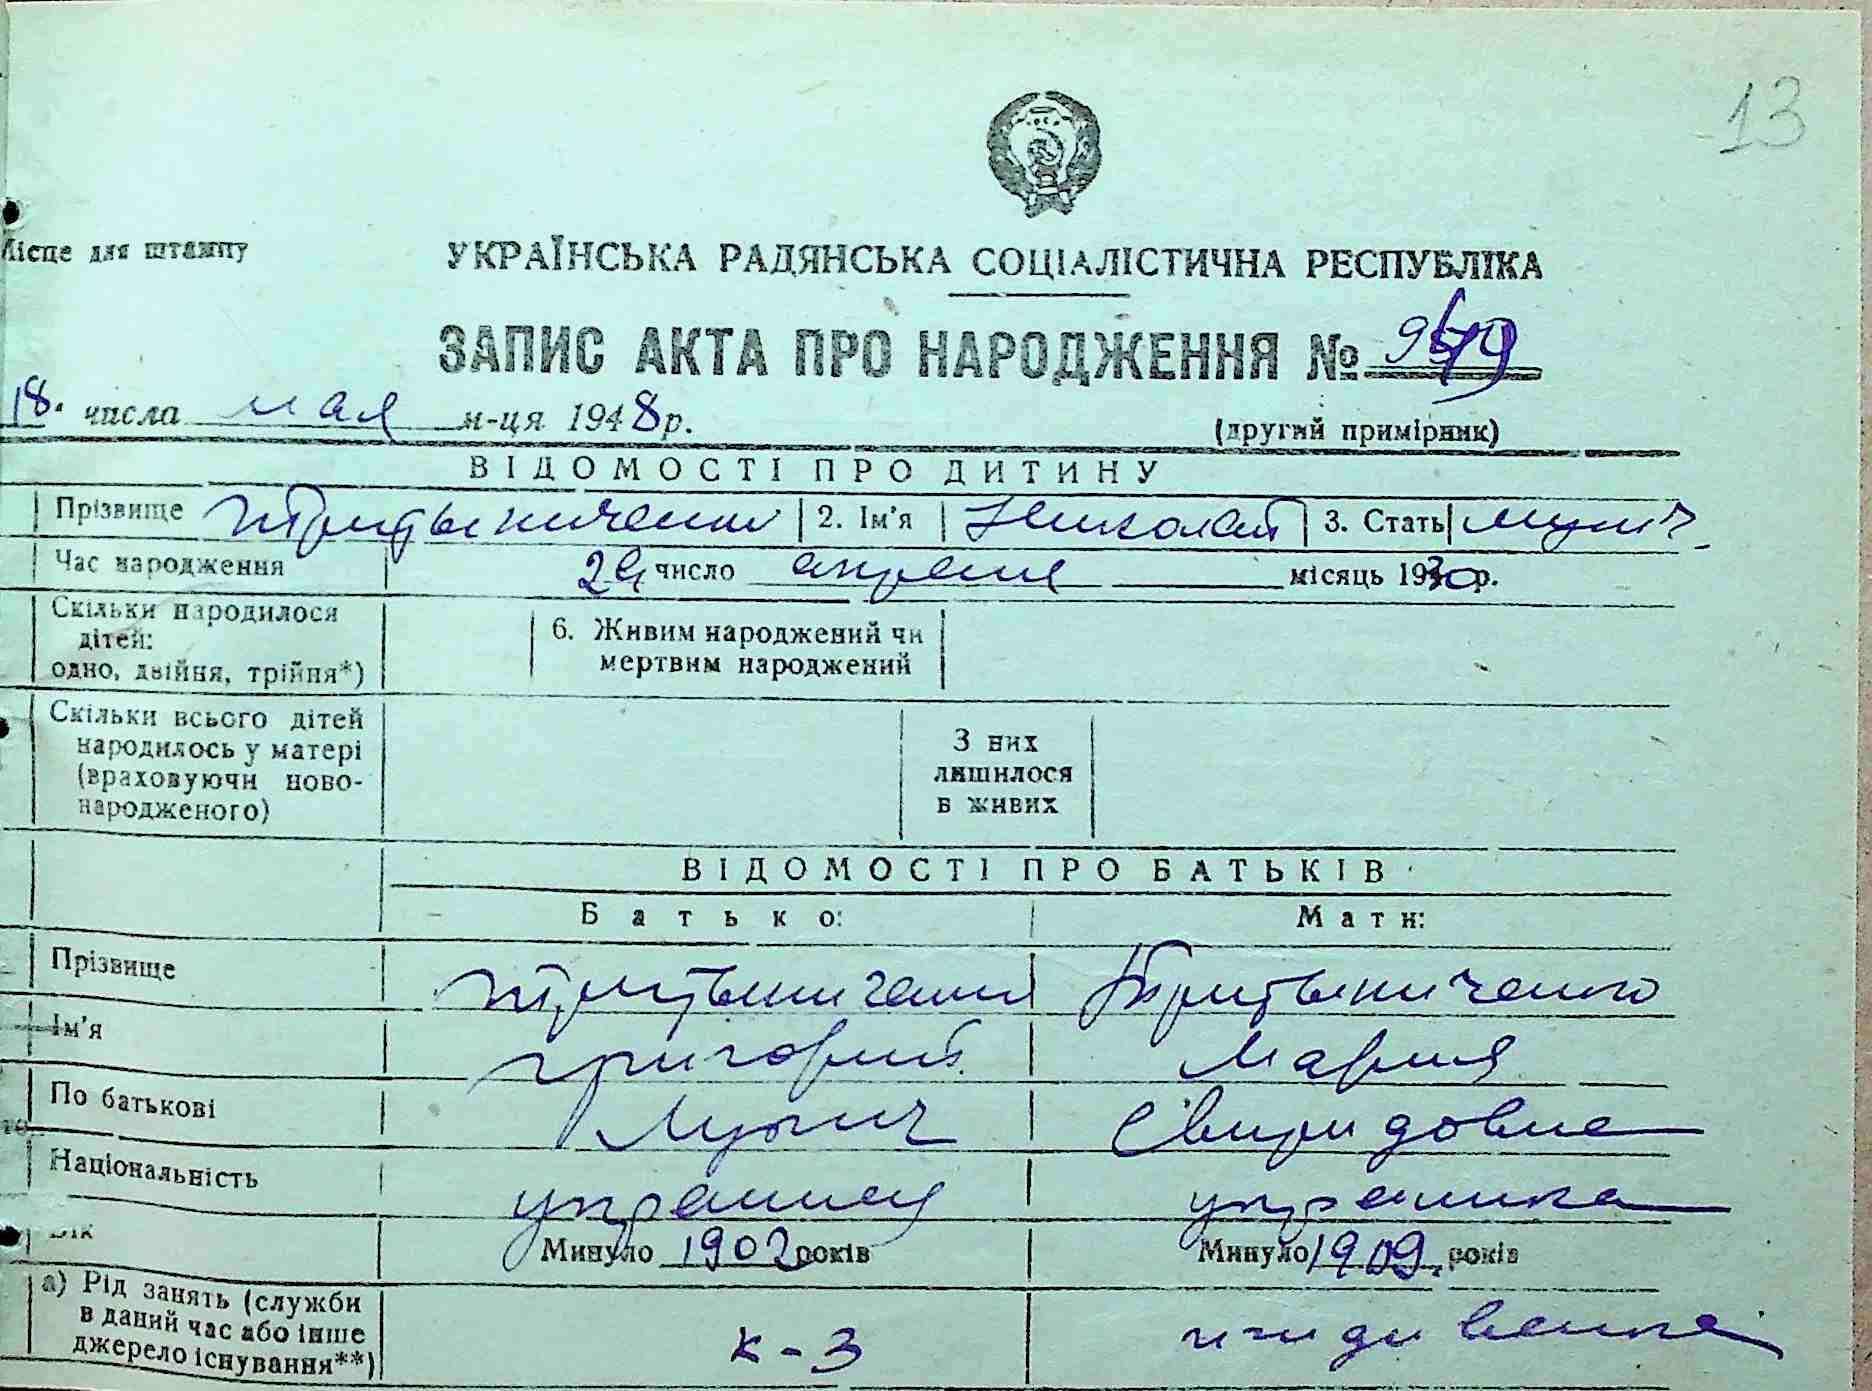 13
Місце для штампу
УКРАЇНСЬКА РАДЯНСЬКА СОЦІАЛІСТИЧНА РЕСПУБЛІКА
ЗАПИС АКТА ПРО НАРОДЖЕННЯ №
18. числа мая м-ця 1948 р.
(другий примірник)
ВІДОМОСТІ ПРО ДИТИНУ
Прізвище 2. Ім'я Николай 3. Стать мужч.
Час народження число апреля місяць 1930 р.
Скільки народилося дітей: одно, двійня, трійня*)
6. Живим народжений чи мертвим народжений
Скільки всього дітей народилось у матері (враховуючи новонародженого)
З них лишилося в живих
ВІДОМОСТІ ПРО БАТЬКІВ
Батько: Мати:
Прізвище
Ім'я Григорий Мария
По батькові Лукич Свиридовна
Національність украинец украинка
Вік Минуло 1902 років Минуло 1909. років
а) Рід занять (служби в даний час або інше джерело існування**) к-з иждивенка